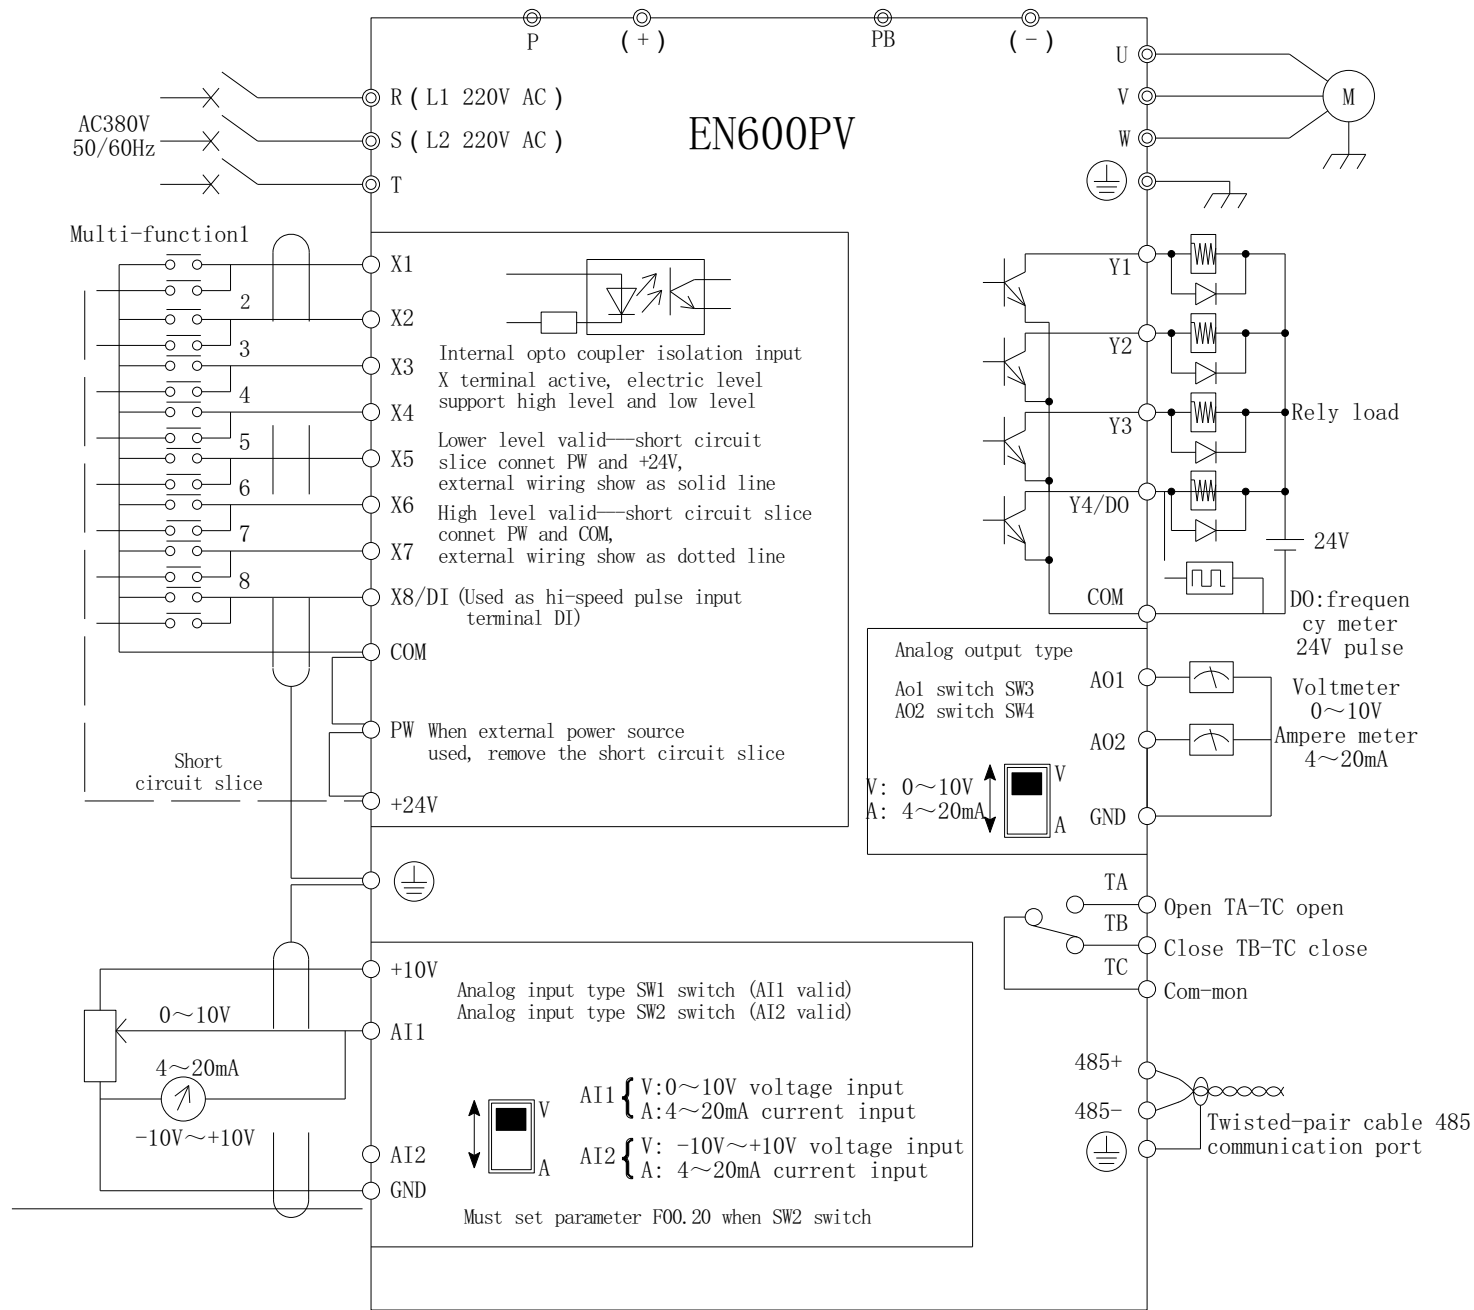 P
(+)
PB
(-)
AC380V
50/60Hz
R(L1 220V AC)
S(L2 220V AC)
T
EN600PV
U
V
W
M
Multi-function1
2
3
4
5
6
7
8
X1
X2
X3
X4
X5
X6
X7
X8/DI (Used as hi-speed pulse input
terminal DI)
COM
PW
+24V
Internal opto coupler isolation input
X terminal active, electric level
support high level and low level
Lower level valid——short circuit
slice connet PW and +24V,
external wiring show as solid line
High level valid——short circuit slice
connet PW and COM,
external wiring show as dotted line
When external power source
used, remove the short circuit slice
Short
circuit slice
Y1
Y2
Y3
Y4/DO
COM
Rely load
24V
DO:frequen
cy meter
24V pulse
Analog output type
Ao1 switch SW3
AO2 switch SW4
V: 0～10V
A: 4～20mA
V
A
AO1
AO2
GND
Voltmeter
0～10V
Ampere meter
4～20mA
TA
Open TA-TC open
TB
Close TB-TC close
TC
Com-mon
+10V
AI1
AI2
GND
0～10V
4～20mA
-10V～+10V
Analog input type SW1 switch (AI1 valid)
Analog input type SW2 switch (AI2 valid)
V
A
AI1
V:0～10V voltage input
A:4～20mA current input
AI2
V: -10V～+10V voltage input
A: 4～20mA current input
Must set parameter F00.20 when SW2 switch
485+
485-
Twisted-pair cable 485
communication port